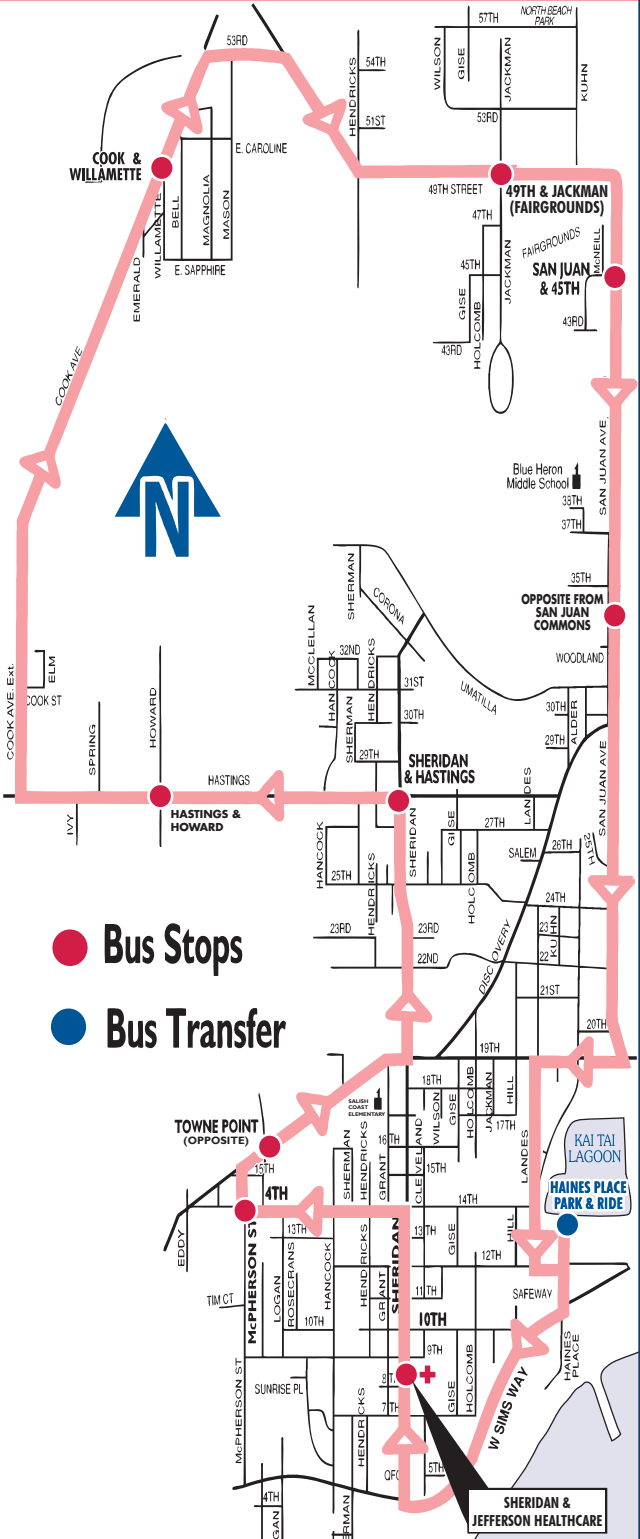 57TH
NORTH BEACH
PARK
WILSON
GISE
JACKMAN
KUHN
53RD
53RD
HENDRICKS
54TH
51ST
E. CAROLINE
COOK &
WILLAMETTE
WILLAMETTE
BELL
MAGNOLIA
MASON
EMERALD
E. SAPPHIRE
49TH STREET
49TH & JACKMAN
(FAIRGROUNDS)
47TH
45TH
GISE
HOLCOMB
JACKMAN
43RD
FAIRGROUNDS
McNEILL
SAN JUAN
& 45TH
43RD
COOK AVE
N
SAN JUAN AVE.
Blue Heron
Middle School
38TH
37TH
35TH
OPPOSITE FROM
SAN JUAN
COMMONS
WOODLAND
SHERMAN
CORONA
UMATILLA
MCCLELLAN
HANCOCK
32ND
HENDRICKS
31ST
30TH
SHERMAN
29TH
30TH
ALDER
29TH
COOK AVE. Ext.
ELM
COOK ST
SPRING
HOWARD
IVY
HASTINGS
HASTINGS &
HOWARD
SHERIDAN
& HASTINGS
SHERIDAN
HANCOCK
25TH
HENDRICKS
GISE
27TH
LANDES
HOLCOMB
SALEM
26TH
25TH
SAN JUAN AVE
24TH
23RD
23RD
22ND
DISCOVERY
23
22
KUHN
21ST
20TH
19TH
Bus Stops
Bus Transfer
18TH
SALISH
COAST
ELEMENTARY
WILSON
GISE
HOLCOMB
JACKMAN
HILL
17TH
TOWNE POINT
(OPPOSITE)
15TH
16TH
SHERMAN
HENDRICKS
GRANT
CLEVELAND
15TH
LANDES
KAI TAI
LAGOON
HAINES PLACE
PARK & RIDE
4TH
14TH
EDDY
McPHERSON ST
13TH
LOGAN
ROSECRANS
HANCOCK
HENDRICKS
GRANT
SHERIDAN
13TH
GISE
HILL
12TH
11TH
TIM CT
10TH
10TH
SAFEWAY
9TH
HAINES
PLACE
McPHERSON ST
SUNRISE PL
HENDRICKS
7TH
GISE
HOLCOMB
W SIMS WAY
5TH
4TH
SHERIDAN &
JEFFERSON HEALTHCARE